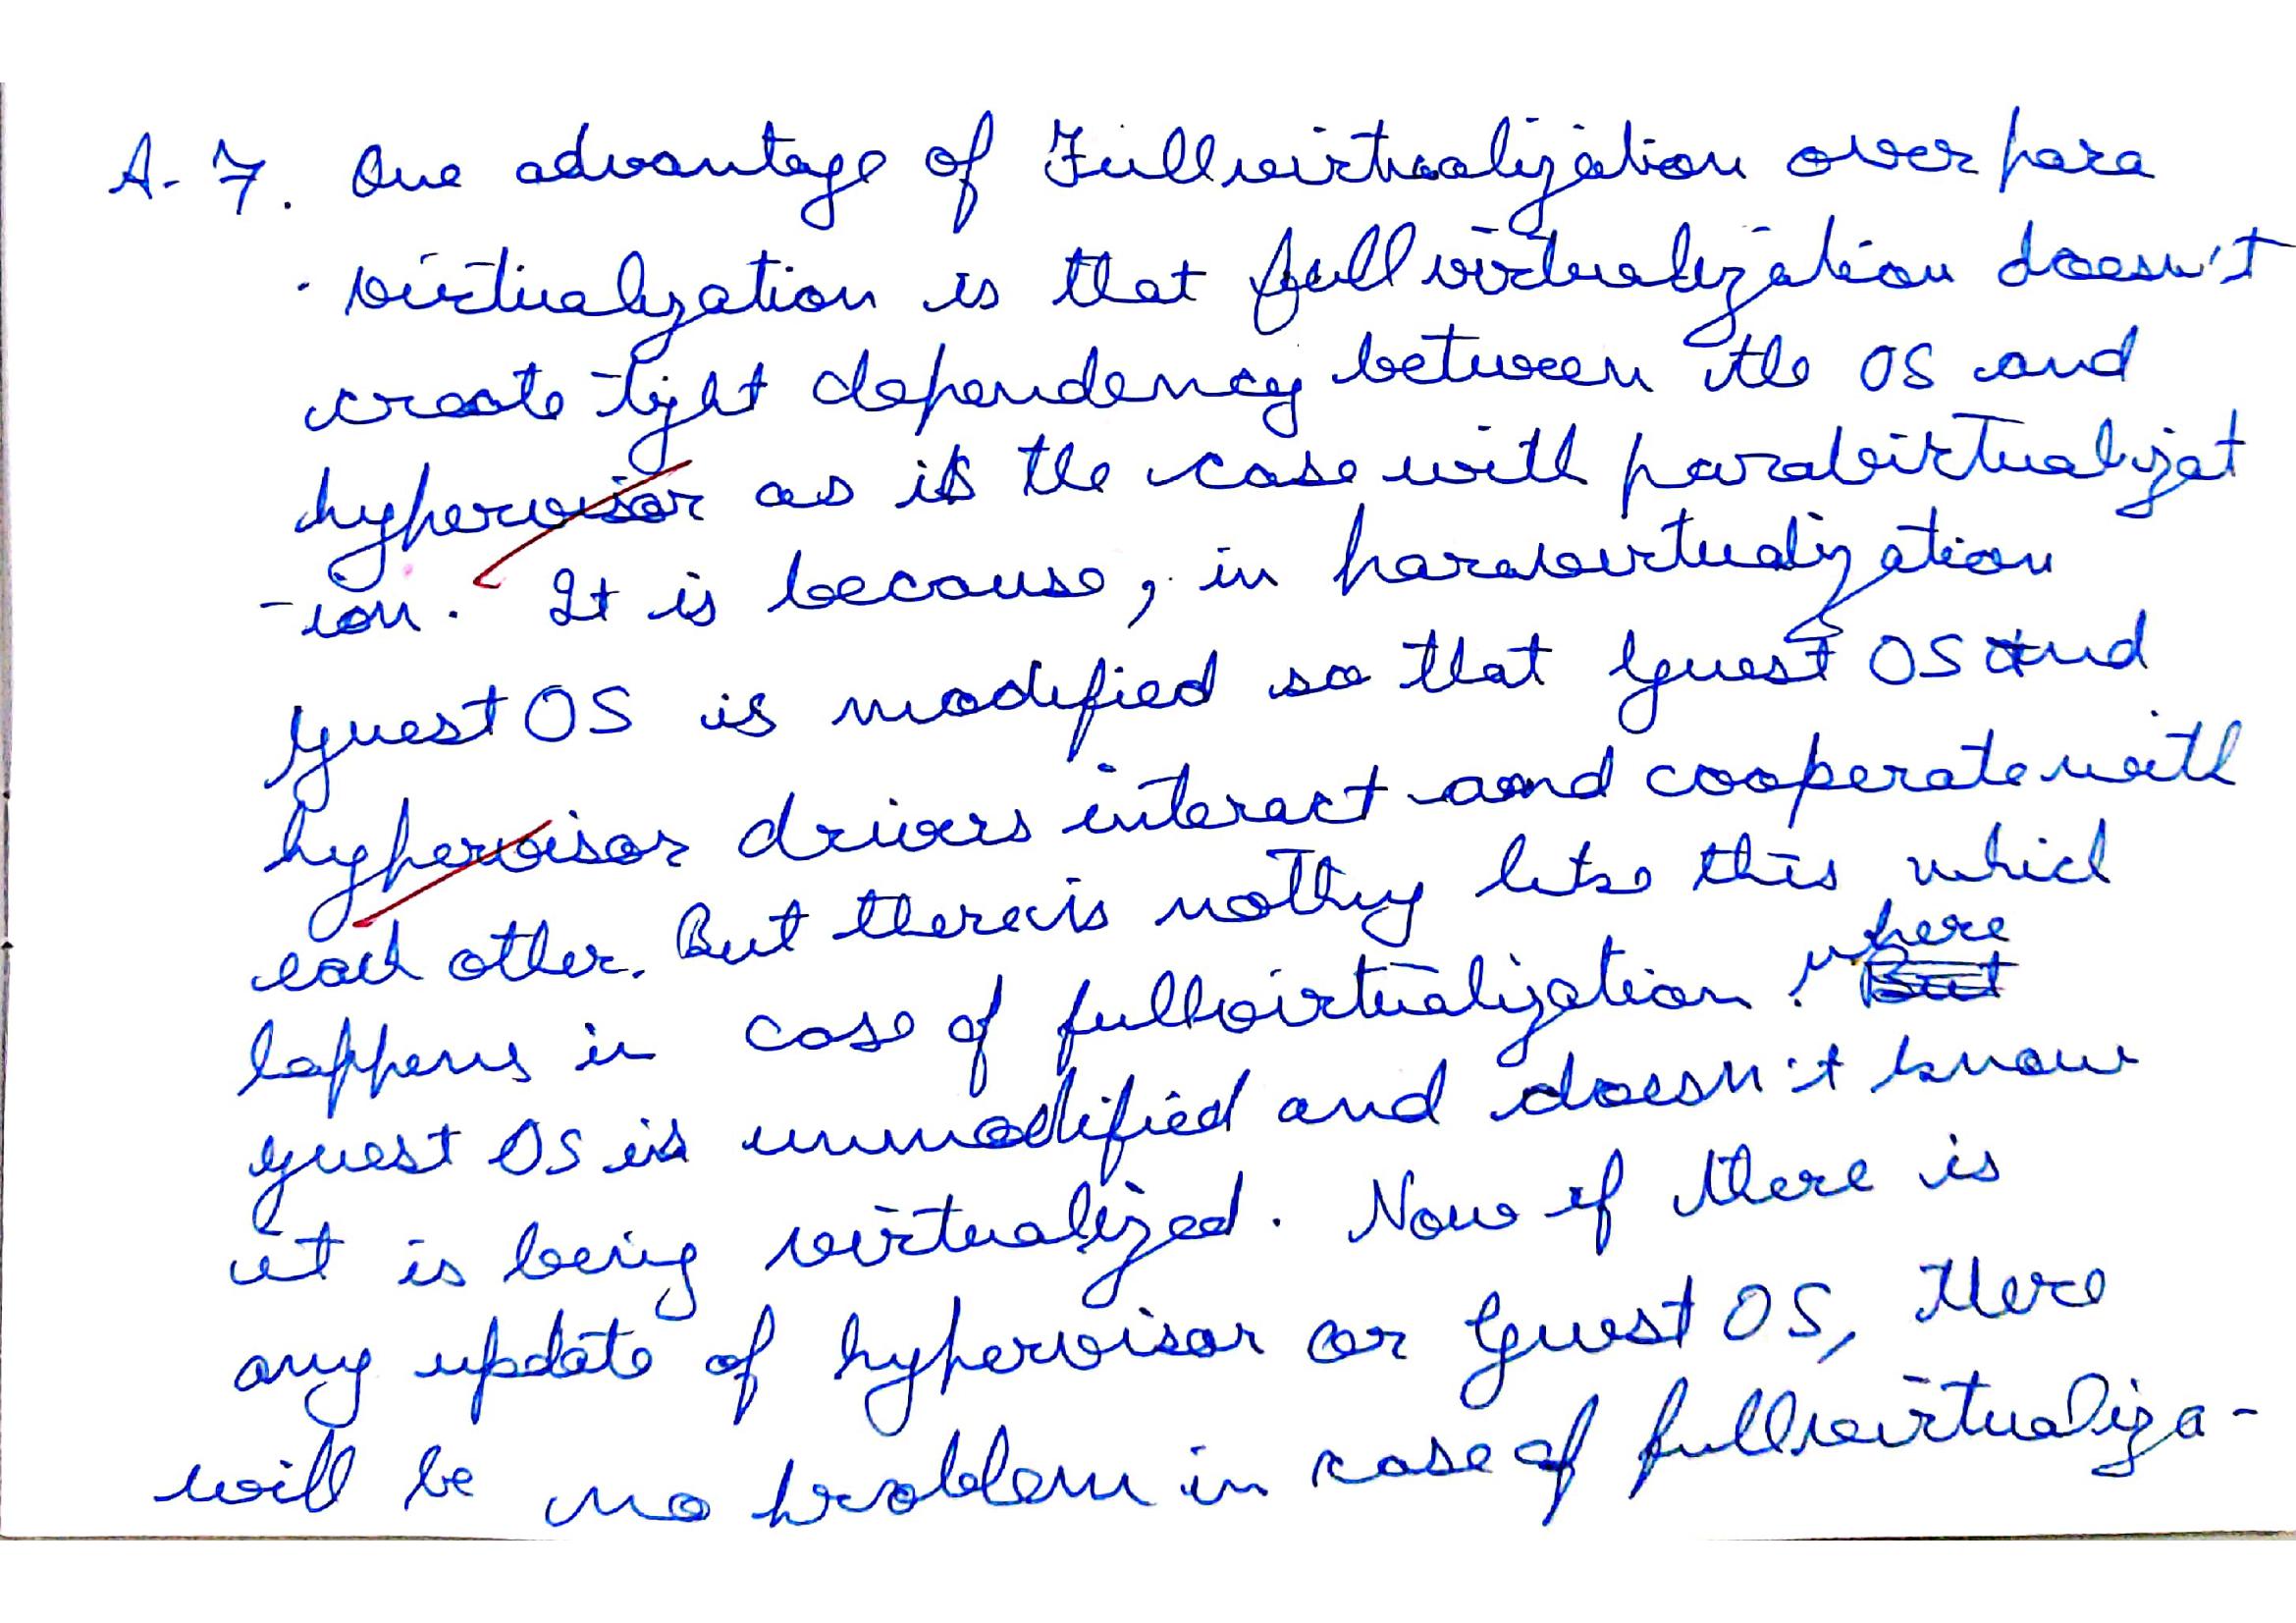 A-7. One advantage of Fullvirtualization over para
virtualization is that full virtualization doesn't
create tight dependency between the OS and
hypervisor as is the case with paravirtualizat
-ion. It is because, in paravirtualization
guest OS is modified so that guest OS and
hypervisor drivers interact and cooperate with
each other. But there is nothing like this which
happens in case of fullvirtualization. where
guest OS is unmodified and doesn't know
it is being virtualized. Now if there is
any update of hypervisor or guest OS, there
will be no problem in case of fullvirtualiza-